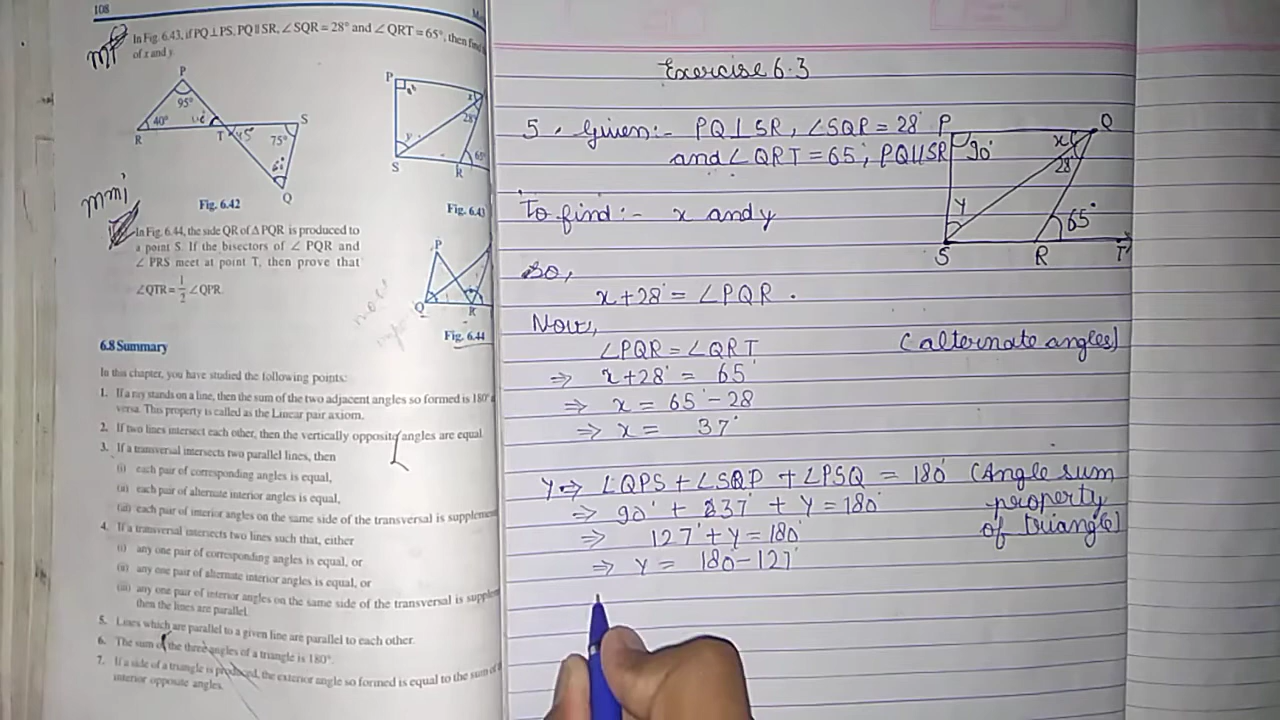 108
In Fig. 6.43, if PQ ⊥ PS, PQ ∥ SR, ∠ SQR = 28° and ∠ QRT = 65°, then find
of x and y.
P
95°
R
40°
T
45
75°
S
Q
Fig. 6.42
P
x
28°
y
S
R
65°
Fig. 6.43
In Fig. 6.44, the side QR of Δ PQR is produced to
a point S. If the bisectors of ∠ PQR and
∠ PRS meet at point T, then prove that
∠QTR = 1/2 ∠QPR.
P
Q
R
Fig. 6.44
6.8 Summary
In this chapter, you have studied the following points:
1. If a ray stands on a line, then the sum of the two adjacent angles so formed is 180°
versa. This property is called as the Linear pair axiom.
2. If two lines intersect each other, then the vertically opposite angles are equal.
3. If a transversal intersects two parallel lines, then
(i) each pair of corresponding angles is equal,
(ii) each pair of alternate interior angles is equal,
(iii) each pair of interior angles on the same side of the transversal is supplemen
4. If a transversal intersects two lines such that, either
(i) any one pair of corresponding angles is equal, or
(ii) any one pair of alternate interior angles is equal, or
(iii) any one pair of interior angles on the same side of the transversal is supplem
then the lines are parallel.
5. Lines which are parallel to a given line are parallel to each other.
6. The sum of the three angles of a triangle is 180°.
7. If a side of a triangle is produced, the exterior angle so formed is equal to the sum of
interior opposite angles.
Exercise 6.3
5. Given:- PQ⊥SR, ∠SQR = 28°
and ∠QRT = 65°, PQ∥SR
P
Q
90°
x
28°
y
65°
S
R
T
To find:- x and y
So,
x+28° = ∠PQR.
Now,
∠PQR = ∠QRT (alternate angles)
⇒ x+28° = 65°
⇒ x = 65° - 28
⇒ x = 37°
Y ⇒ ∠QPS + ∠SQP + ∠PSQ = 180° (Angle sum
⇒ 90° + 37° + y = 180° property
⇒ 127° + y = 180° of triangle)
⇒ y = 180 - 127°